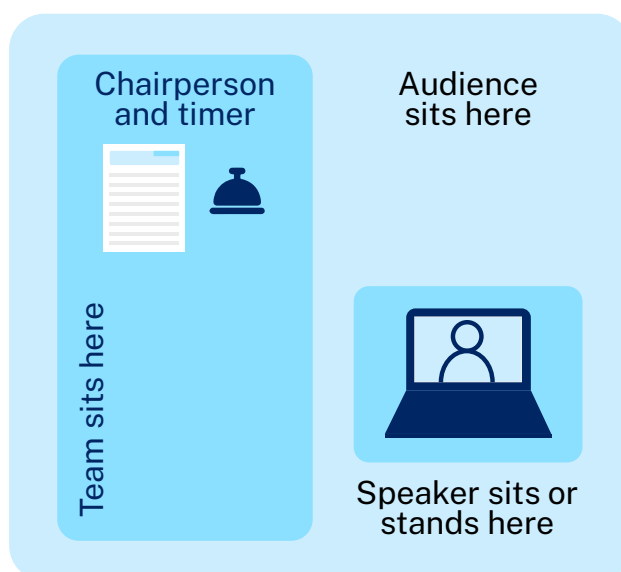 Chairperson
and timer
Audience
sits here
Team sits here
Speaker sits or
stands here